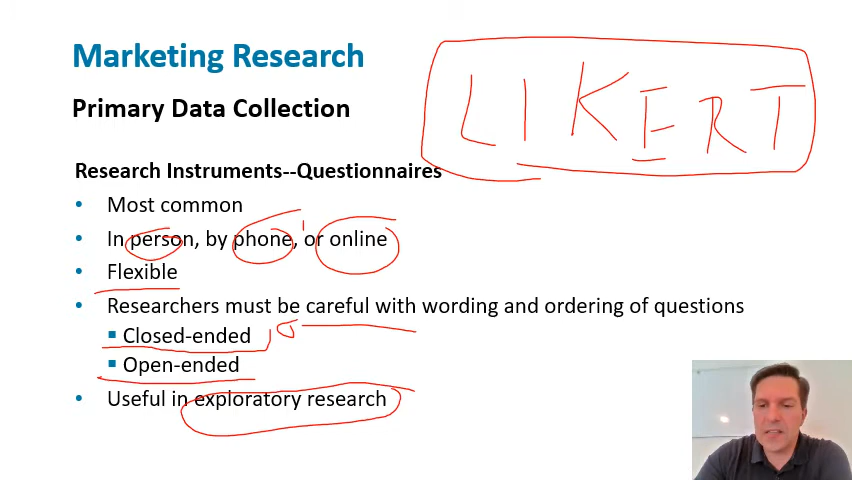 Marketing Research
LIKERT
Primary Data Collection
Research Instruments--Questionnaires
• Most common
• In person, by phone, or online
• Flexible
• Researchers must be careful with wording and ordering of questions
▪ Closed-ended
▪ Open-ended
• Useful in exploratory research